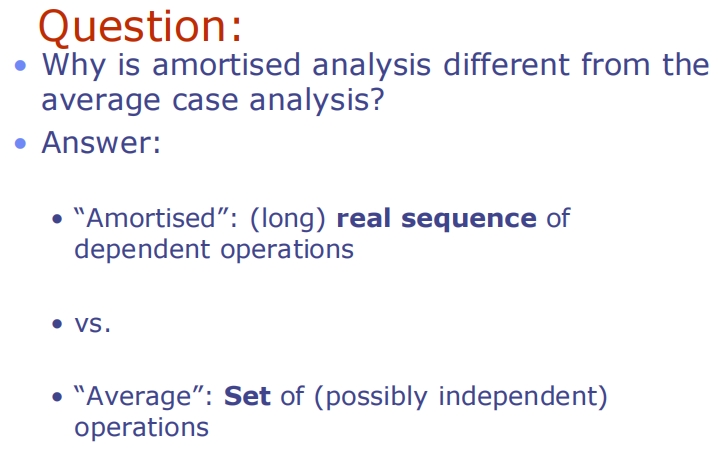 Question:
• Why is amortised analysis different from the
average case analysis?
• Answer:
• “Amortised”: (long) real sequence of
dependent operations
• vs.
• “Average”: Set of (possibly independent)
operations